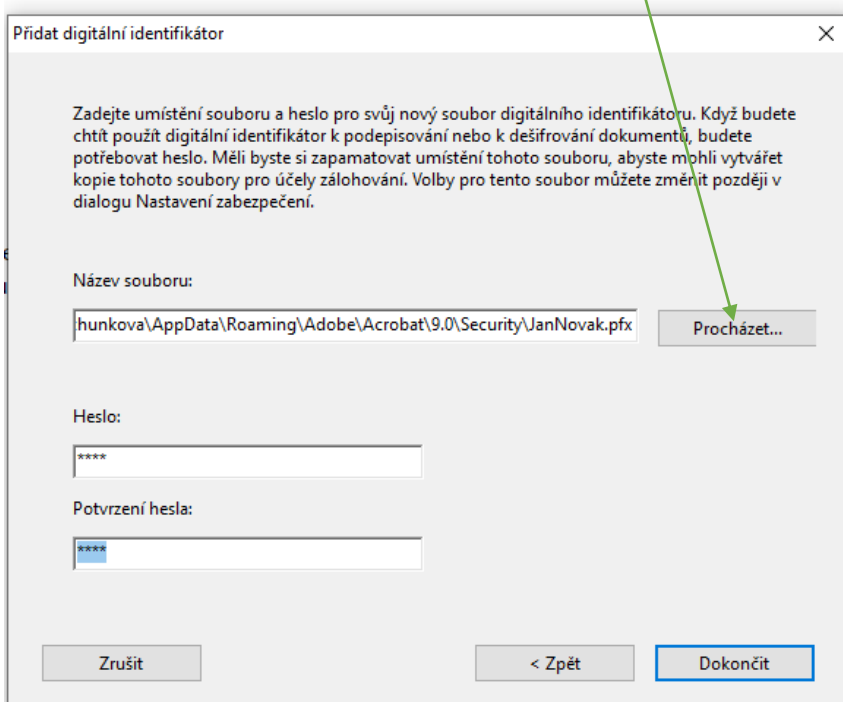 Přidat digitální identifikátor
Zadejte umístění souboru a heslo pro svůj nový soubor digitálního identifikátoru. Když budete
chtít použít digitální identifikátor k podepisování nebo k dešifrování dokumentů, budete
potřebovat heslo. Měli byste si zapamatovat umístění tohoto souboru, abyste mohli vytvářet
kopie tohoto soubory pro účely zálohování. Volby pro tento soubor můžete změnit později v
dialogu Nastavení zabezpečení.
Název souboru:
hunkova\AppData\Roaming\Adobe\Acrobat\9.0\Security\JanNovak.pfx
Procházet...
Heslo:
****
Potvrzení hesla:
****
Zrušit
< Zpět
Dokončit